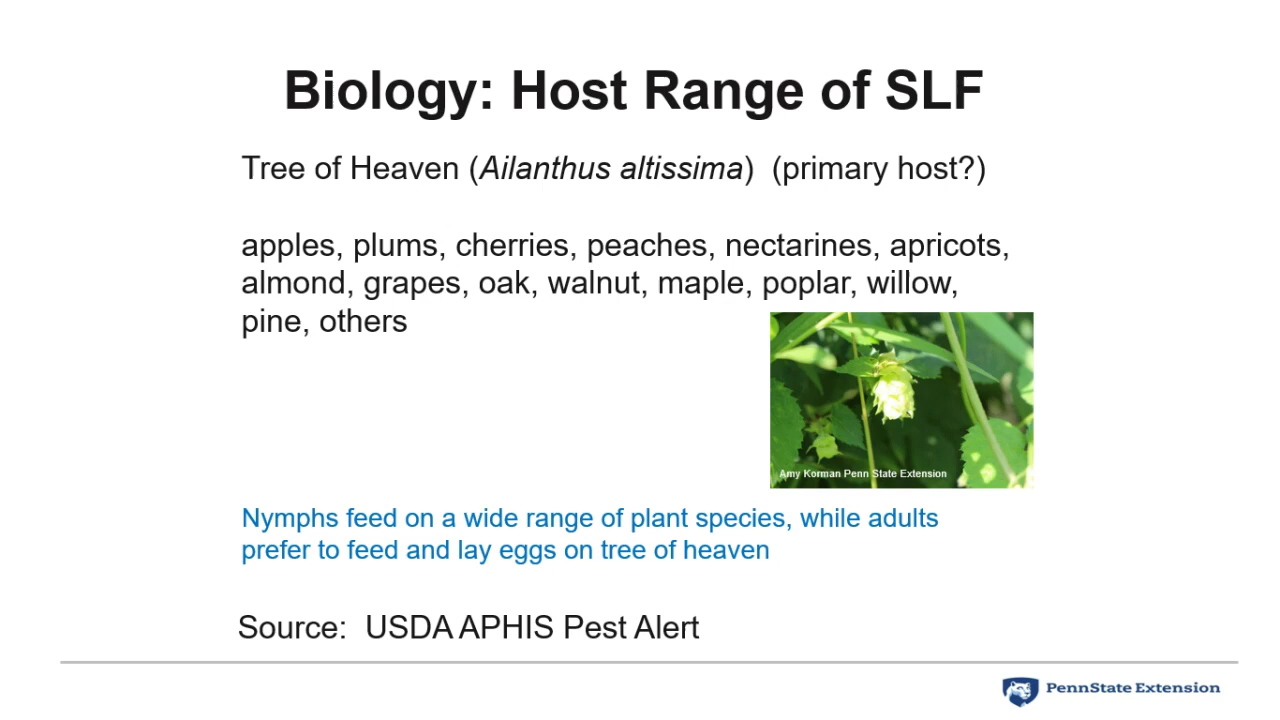 Biology: Host Range of SLF
Tree of Heaven (Ailanthus altissima) (primary host?)
apples, plums, cherries, peaches, nectarines, apricots,
almond, grapes, oak, walnut, maple, poplar, willow,
pine, others
Amy Korman Penn State Extension
Nymphs feed on a wide range of plant species, while adults
prefer to feed and lay eggs on tree of heaven
Source: USDA APHIS Pest Alert
PennState Extension